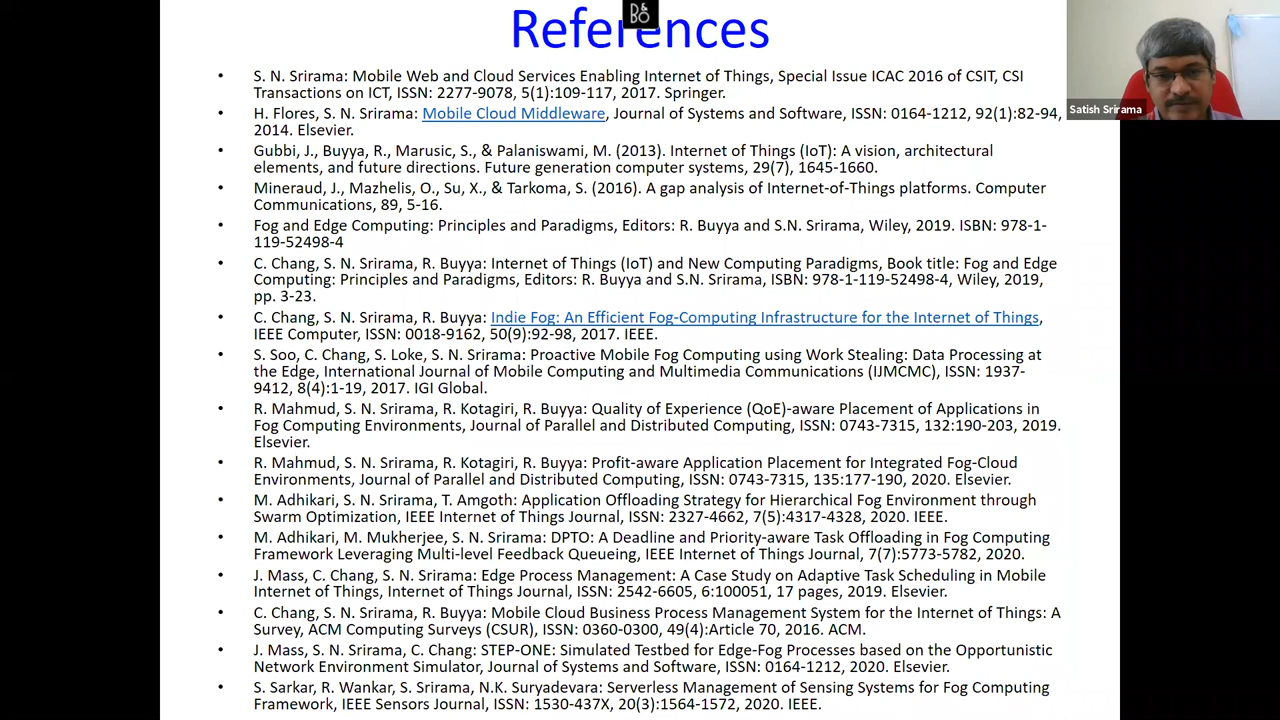 References
B&
BO
Satish Srirama
• S. N. Srirama: Mobile Web and Cloud Services Enabling Internet of Things, Special Issue ICAC 2016 of CSIT, CSI
Transactions on ICT, ISSN: 2277-9078, 5(1):109-117, 2017. Springer.
• H. Flores, S. N. Srirama: Mobile Cloud Middleware, Journal of Systems and Software, ISSN: 0164-1212, 92(1):82-94,
2014. Elsevier.
• Gubbi, J., Buyya, R., Marusic, S., & Palaniswami, M. (2013). Internet of Things (IoT): A vision, architectural
elements, and future directions. Future generation computer systems, 29(7), 1645-1660.
• Mineraud, J., Mazhelis, O., Su, X., & Tarkoma, S. (2016). A gap analysis of Internet-of-Things platforms. Computer
Communications, 89, 5-16.
• Fog and Edge Computing: Principles and Paradigms, Editors: R. Buyya and S.N. Srirama, Wiley, 2019. ISBN: 978-1-
119-52498-4
• C. Chang, S.N. Srirama, R. Buyya: Internet of Things (IoT) and New Computing Paradigms, Book title: Fog and Edge
Computing: Principles and Paradigms, Editors: R. Buyya and S.N. Srirama, ISBN: 978-1-119-52498-4, Wiley, 2019,
pp. 3-23.
• C. Chang, S. N. Srirama, R. Buyya: Indie Fog: An Efficient Fog-Computing Infrastructure for the Internet of Things,
IEEE Computer, ISSN: 0018-9162, 50(9):92-98, 2017. IEEE.
• S. Soo, C. Chang, S. Loke, S. N. Srirama: Proactive Mobile Fog Computing using Work Stealing: Data Processing at
the Edge, International Journal of Mobile Computing and Multimedia Communications (IJMCMC), ISSN: 1937-
9412, 8(4):1-19, 2017. IGI Global.
• R. Mahmud, S. N. Srirama, R. Kotagiri, R. Buyya: Quality of Experience (QoE)-aware Placement of Applications in
Fog Computing Environments, Journal of Parallel and Distributed Computing, ISSN: 0743-7315, 132:190-203, 2019.
Elsevier.
• R. Mahmud, S. N. Srirama, R. Kotagiri, R. Buyya: Profit-aware Application Placement for Integrated Fog-Cloud
Environments, Journal of Parallel and Distributed Computing, ISSN: 0743-7315, 135:177-190, 2020. Elsevier.
• M. Adhikari, S. N. Srirama, T. Amgoth: Application Offloading Strategy for Hierarchical Fog Environment through
Swarm Optimization, IEEE Internet of Things Journal, ISSN: 2327-4662, 7(5):4317-4328, 2020. IEEE.
• M. Adhikari, M. Mukherjee, S. N. Srirama: DPTO: A Deadline and Priority-aware Task Offloading in Fog Computing
Framework Leveraging Multi-level Feedback Queueing, IEEE Internet of Things Journal, 7(7):5773-5782, 2020.
• J. Mass, C. Chang, S. N. Srirama: Edge Process Management: A Case Study on Adaptive Task Scheduling in Mobile
Internet of Things, Internet of Things Journal, ISSN: 2542-6605, 6:100051, 17 pages, 2019. Elsevier.
• C. Chang, S. N. Srirama, R. Buyya: Mobile Cloud Business Process Management System for the Internet of Things: A
Survey, ACM Computing Surveys (CSUR), ISSN: 0360-0300, 49(4):Article 70, 2016. ACM.
• J. Mass, S. N. Srirama, C. Chang: STEP-ONE: Simulated Testbed for Edge-Fog Processes based on the Opportunistic
Network Environment Simulator, Journal of Systems and Software, ISSN: 0164-1212, 2020. Elsevier.
• S. Sarkar, R. Wankar, S. Srirama, N.K. Suryadevara: Serverless Management of Sensing Systems for Fog Computing
Framework, IEEE Sensors Journal, ISSN: 1530-437X, 20(3):1564-1572, 2020. IEEE.